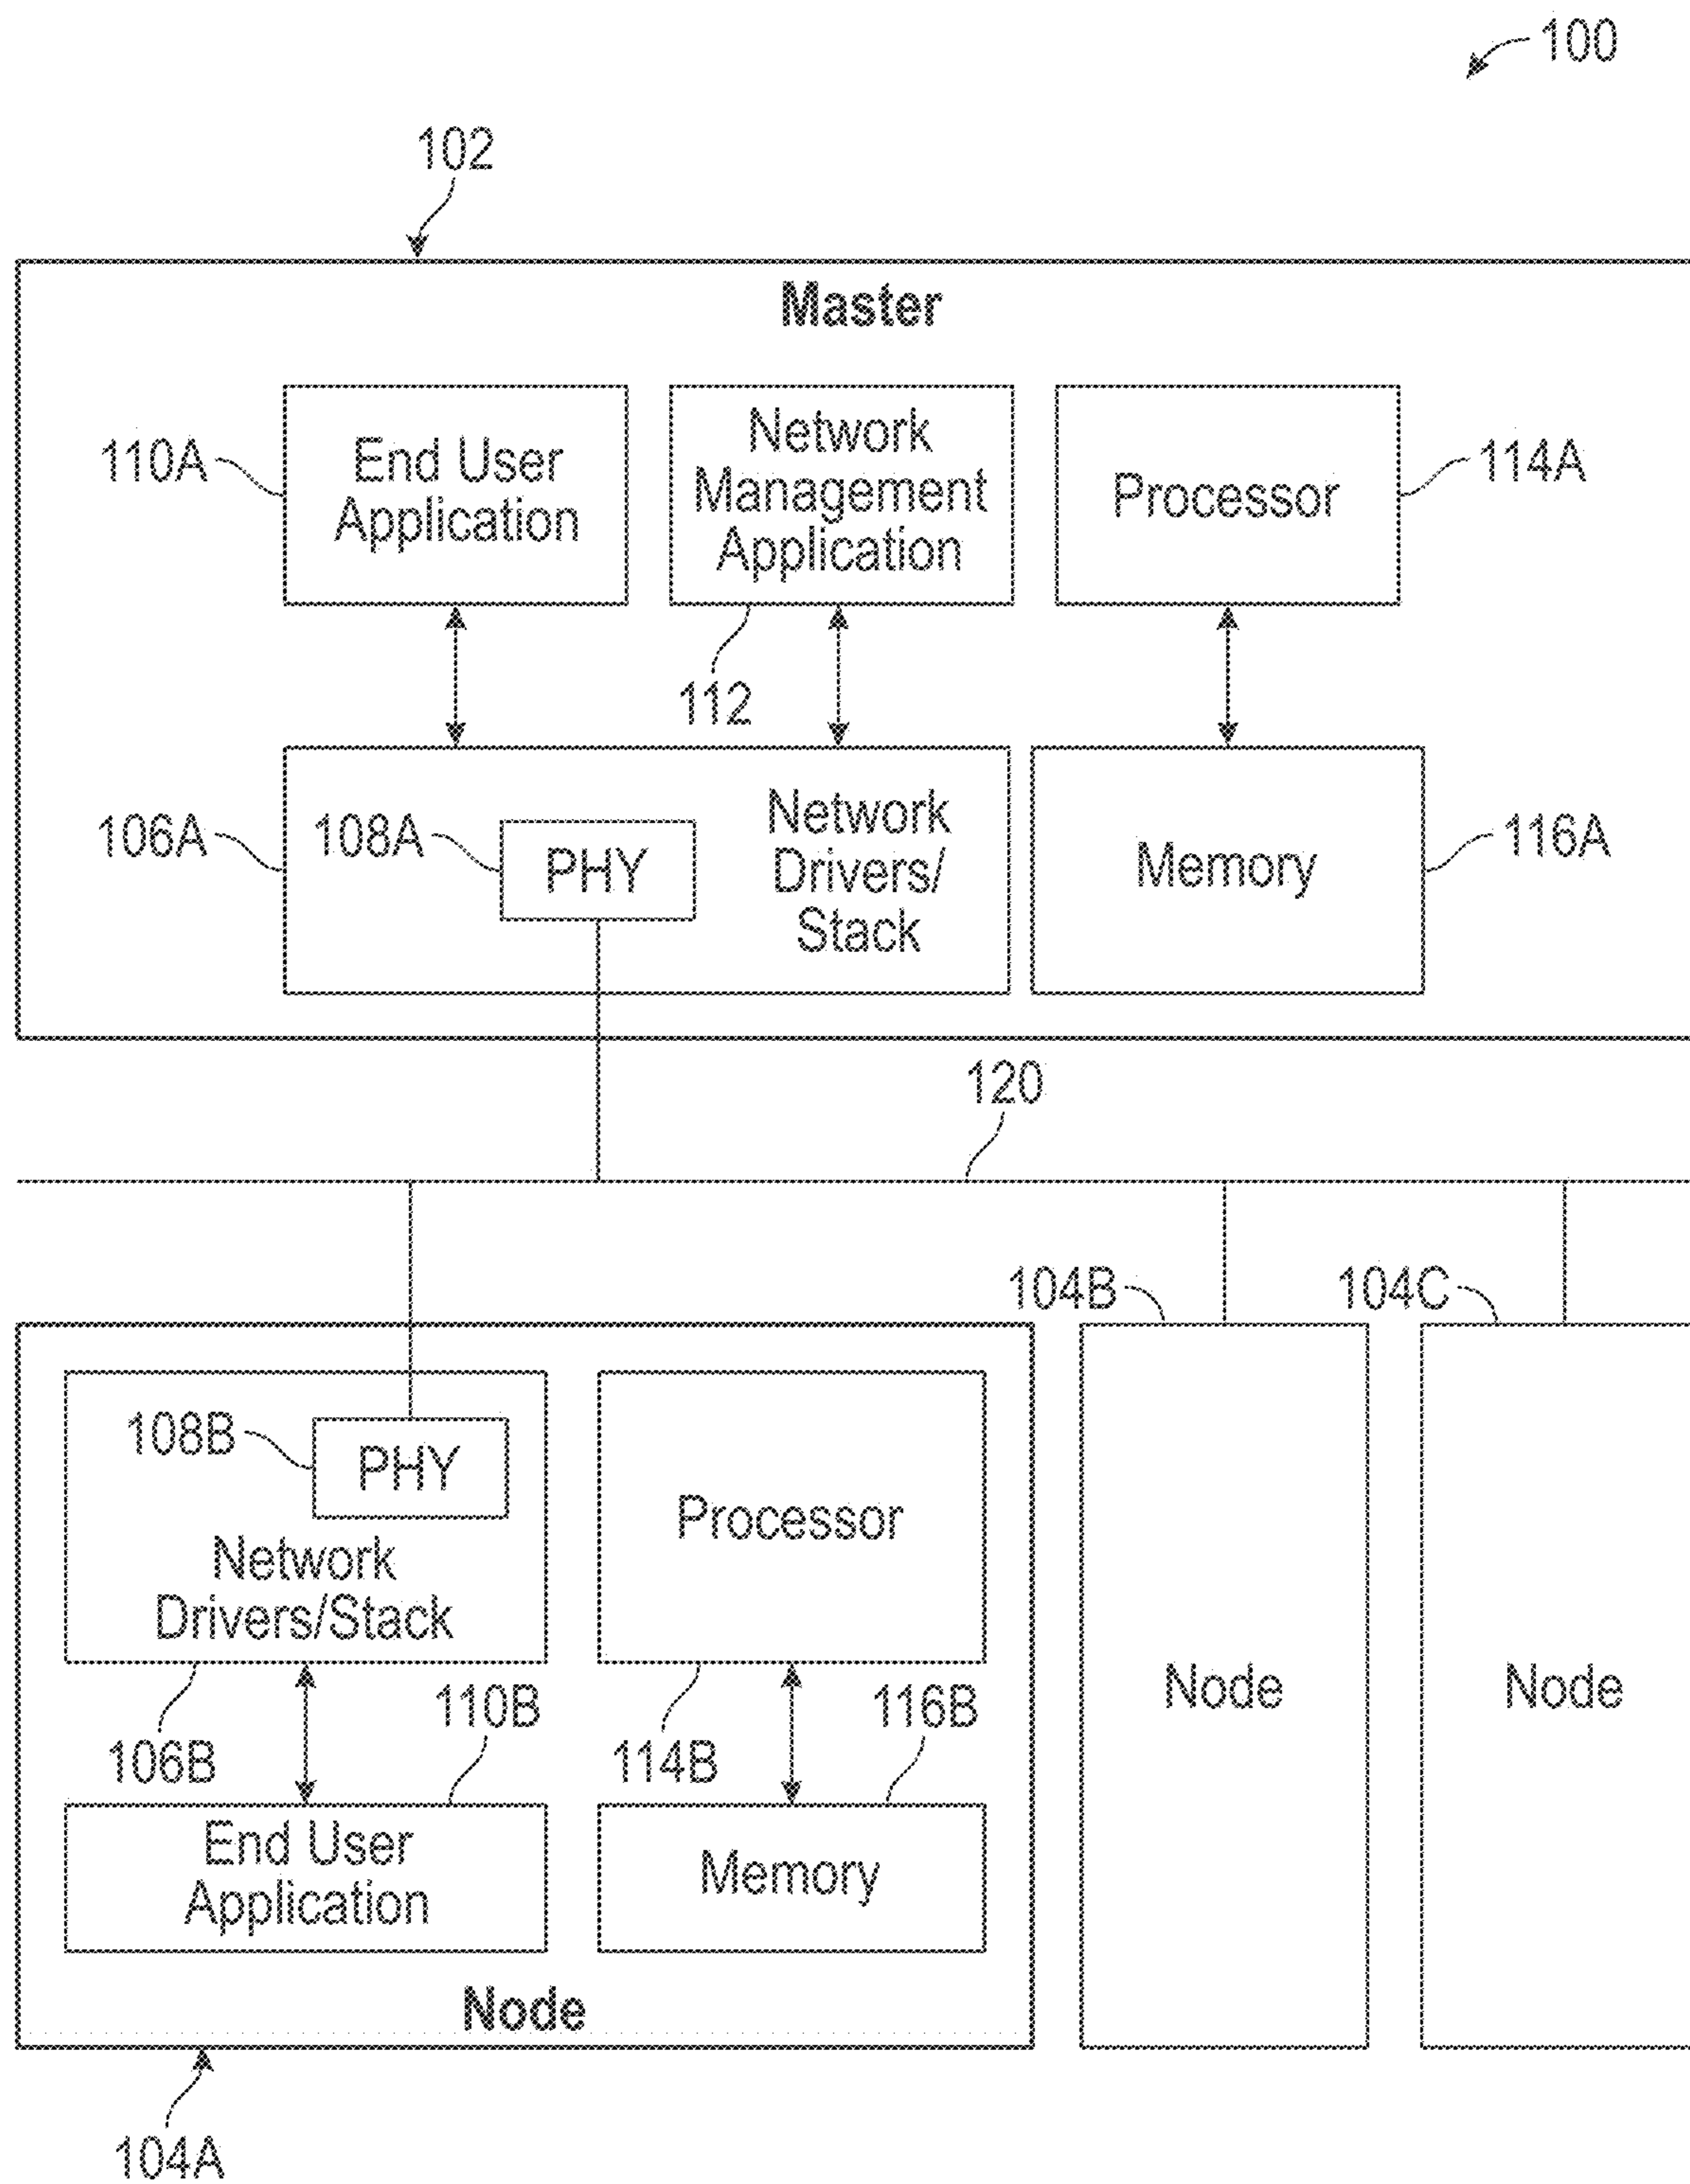 100
102
Master
110A
End User
Application
Network
Management
Application
Processor
114A
112
106A
108A
PHY
Network
Drivers/
Stack
Memory
116A
120
104B
104C
108B
PHY
Network
Drivers/Stack
Processor
106B
110B
114B
116B
End User
Application
Memory
Node
Node
Node
104A